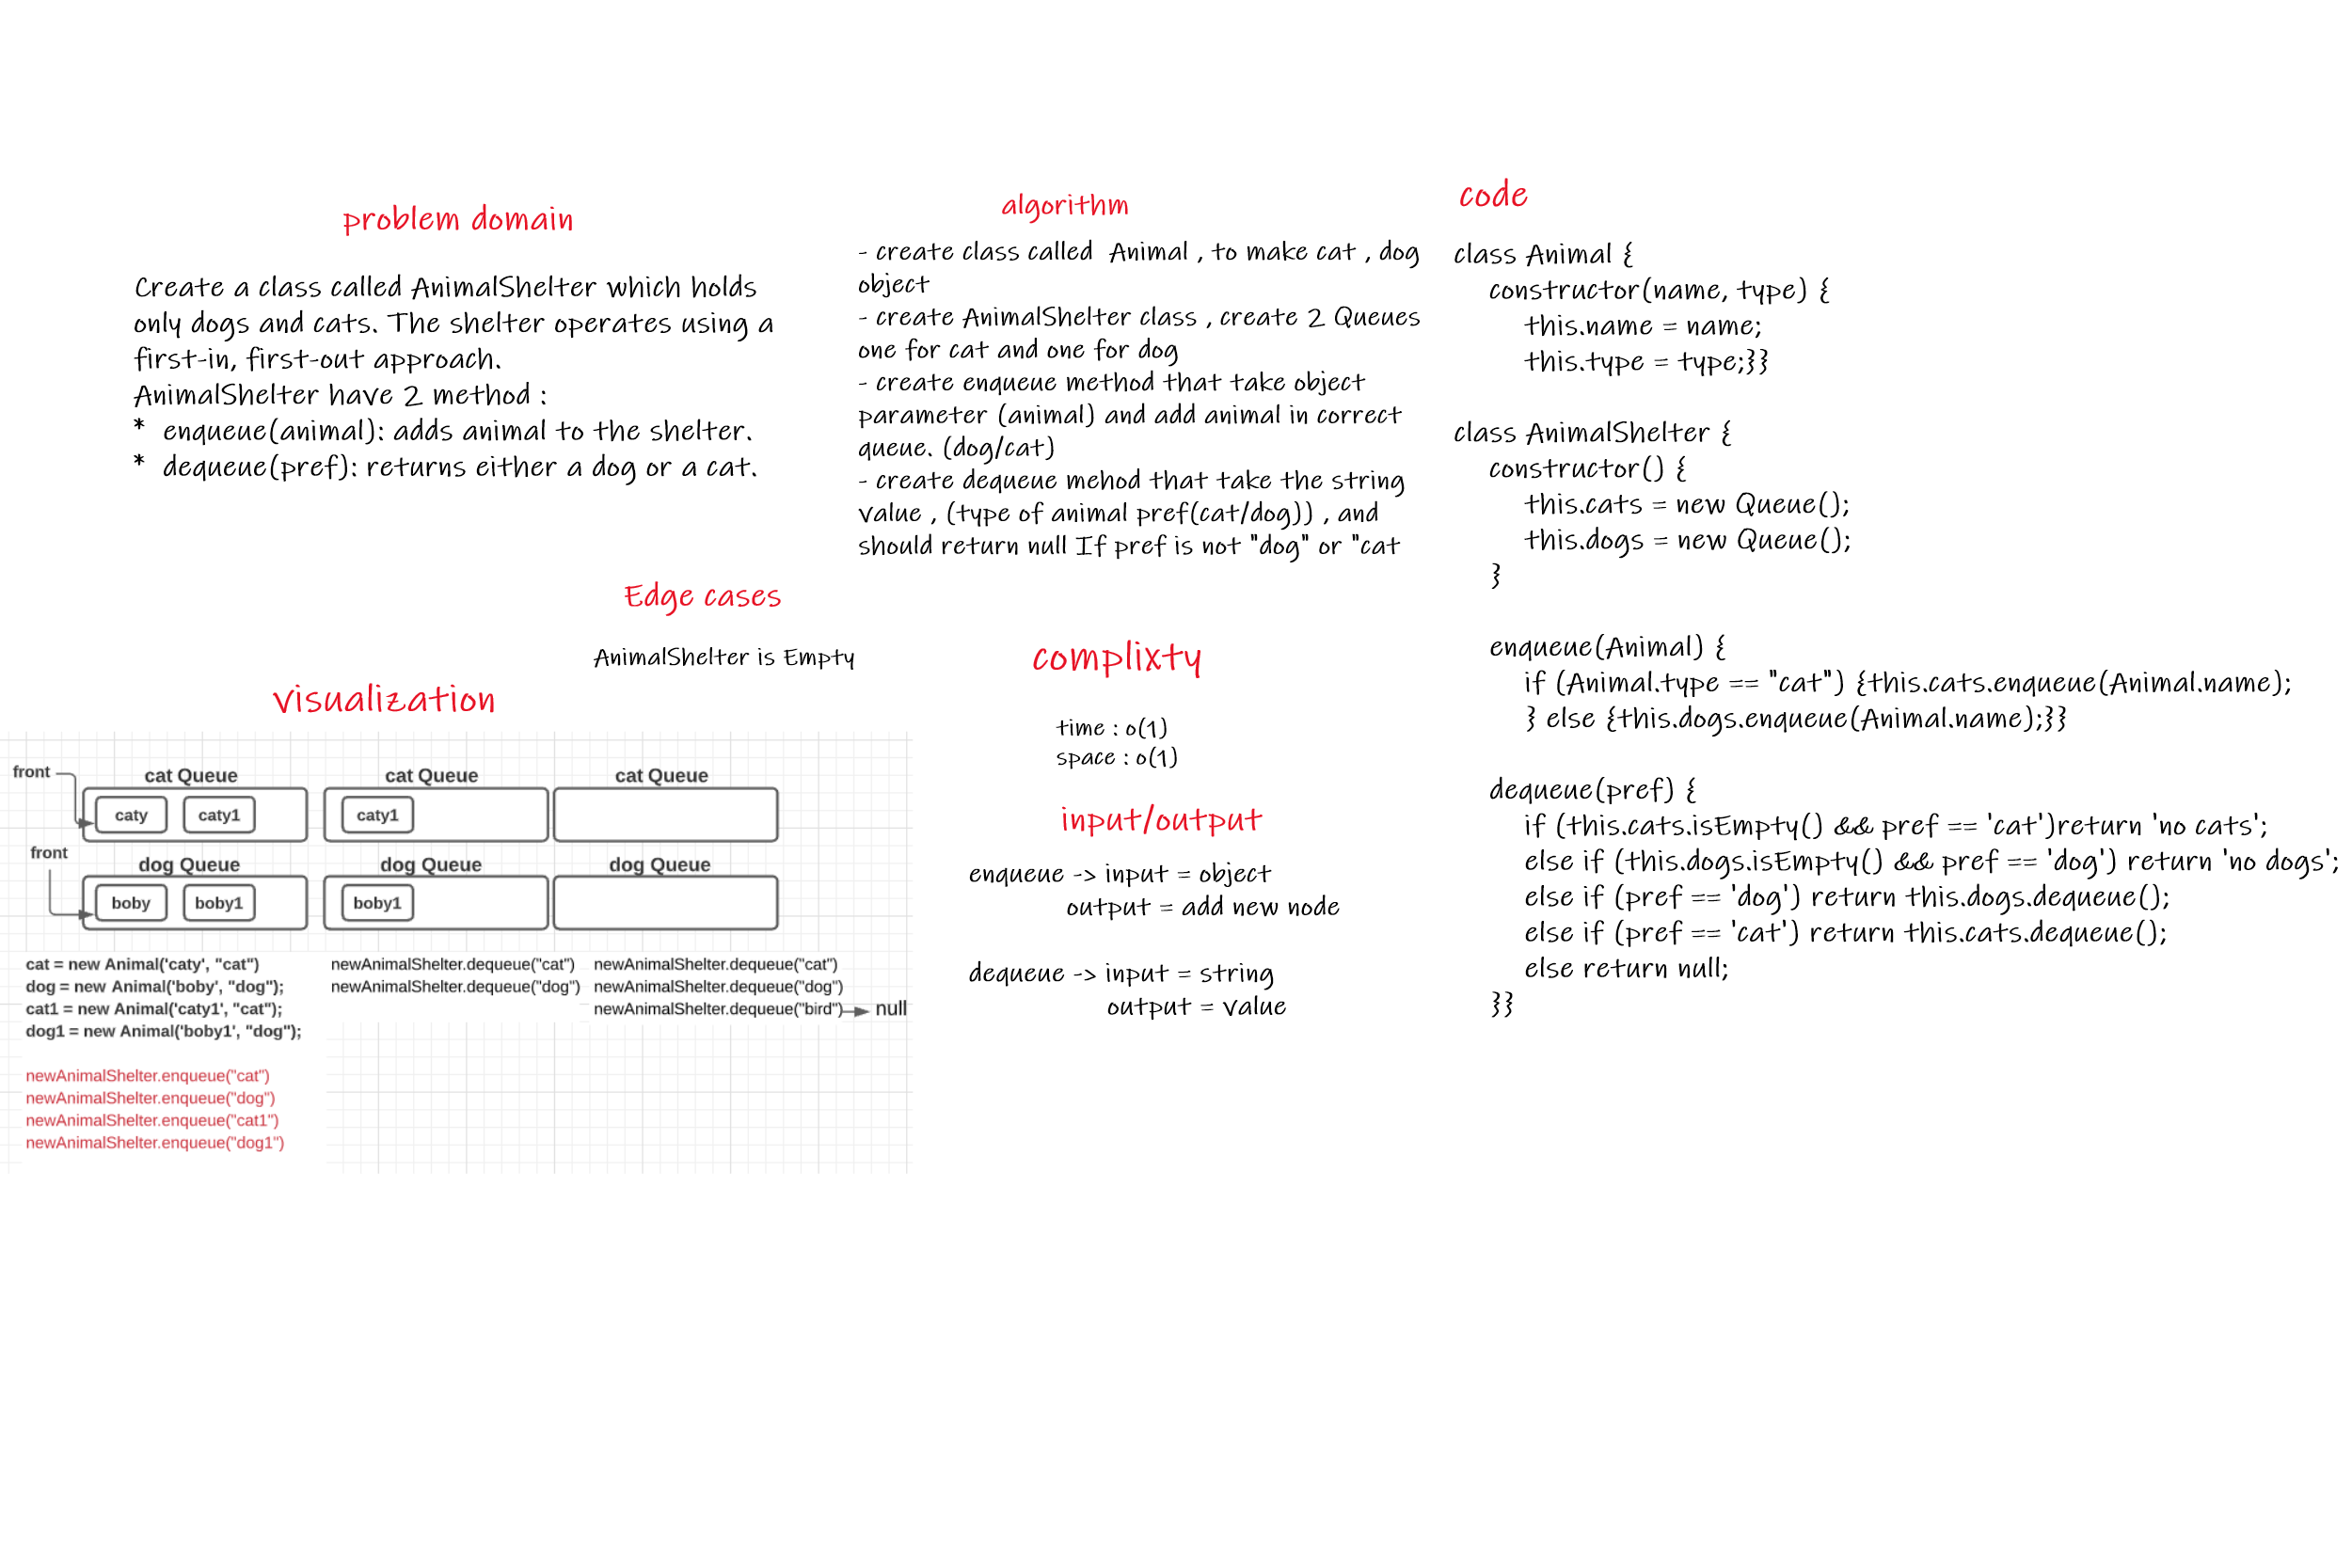 problem domain
Create a class called AnimalShelter which holds
only dogs and cats. The shelter operates using a
first-in, first-out approach.
AnimalShelter have 2 method :
* enqueue(animal): adds animal to the shelter.
* dequeue(pref): returns either a dog or a cat.
algorithm
- create class called Animal , to make cat , dog
object
- create AnimalShelter class , create 2 Queues
one for cat and one for dog
- create enqueue method that take object
parameter (animal) and add animal in correct
queue. (dog/cat)
- create dequeue mehod that take the string
value , (type of animal pref(cat/dog)) , and
should return null If pref is not "dog" or "cat
Edge cases
AnimalShelter is Empty
visualization
front
cat Queue
caty caty1
front
dog Queue
boby boby1
cat Queue
caty1
dog Queue
boby1
cat Queue
dog Queue
cat = new Animal('caty', "cat")
dog = new Animal('boby', "dog");
cat1 = new Animal('caty1', "cat");
dog1 = new Animal('boby1', "dog");
newAnimalShelter.enqueue("cat")
newAnimalShelter.enqueue("dog")
newAnimalShelter.enqueue("cat1")
newAnimalShelter.enqueue("dog1")
newAnimalShelter.dequeue("cat")
newAnimalShelter.dequeue("dog")
newAnimalShelter.dequeue("cat")
newAnimalShelter.dequeue("dog")
newAnimalShelter.dequeue("bird") null
complixty
time : o(1)
space : o(1)
input/output
enqueue -> input = object
output = add new node
dequeue -> input = string
output = value
code
class Animal {
constructor(name, type) {
this.name = name;
this.type = type;}}
class AnimalShelter {
constructor() {
this.cats = new Queue();
this.dogs = new Queue();
}
enqueue(Animal) {
if (Animal.type == "cat") {this.cats.enqueue(Animal.name);
} else {this.dogs.enqueue(Animal.name);}}
dequeue(pref) {
if (this.cats.isEmpty() && pref == 'cat')return 'no cats';
else if (this.dogs.isEmpty() && pref == 'dog') return 'no dogs';
else if (pref == 'dog') return this.dogs.dequeue();
else if (pref == 'cat') return this.cats.dequeue();
else return null;
}}